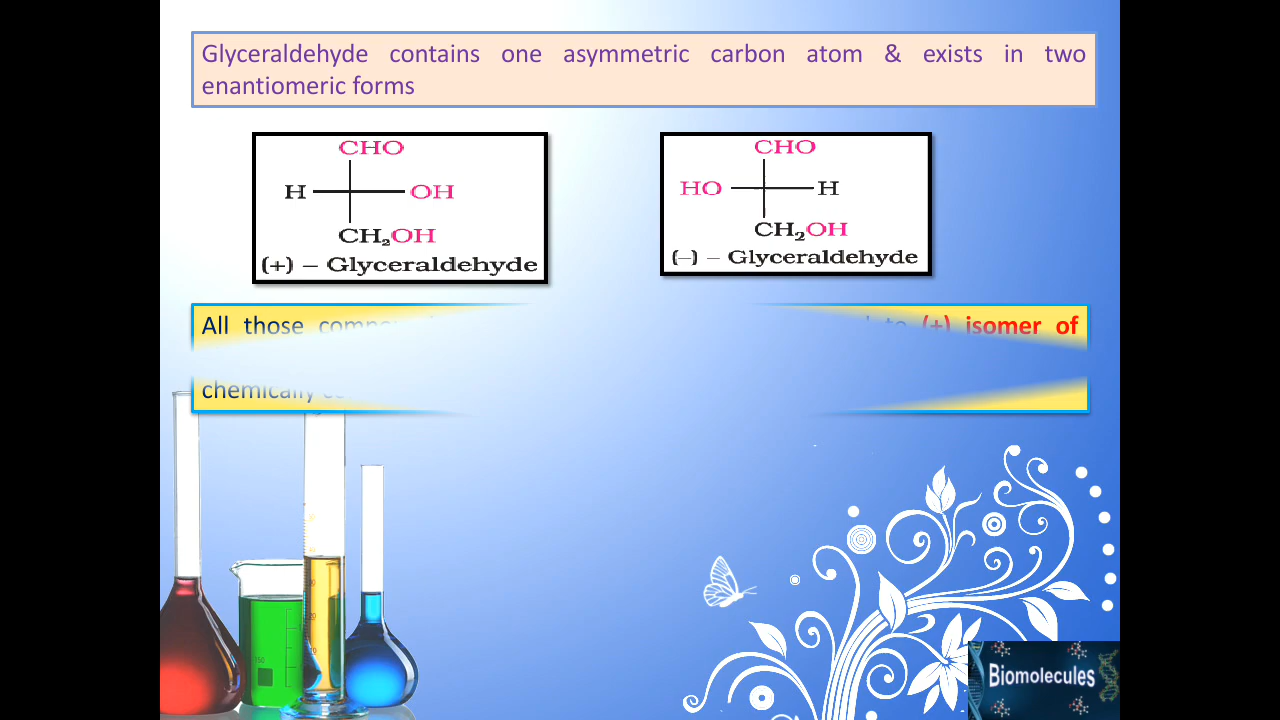 Glyceraldehyde contains one asymmetric carbon atom & exists in two
enantiomeric forms
CHO
H OH
CH₂OH
(+) – Glyceraldehyde
CHO
HO H
CH₂OH
(–) – Glyceraldehyde
All those (+) isomer of
chemically
Biomolecules